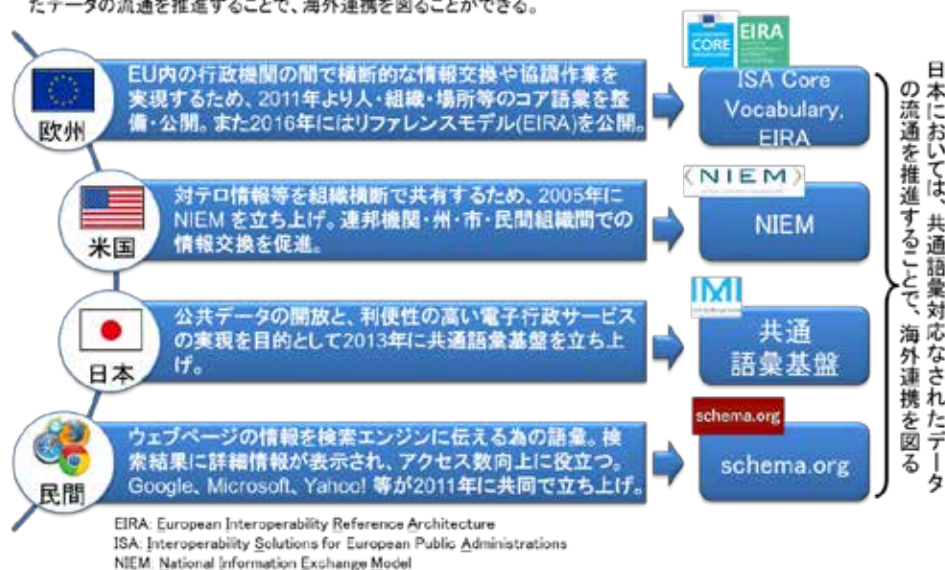 たデータの流通を推進することで、海外連携を図ることができる。
欧州
EU内の行政機関の間で横断的な情報交換や協調作業を
実現するため、2011年より人・組織・場所等のコア語彙を整
備・公開。また2016年にはリファレンスモデル(EIRA)を公開。
CORE
EIRA
ISA Core
Vocabulary,
EIRA
米国
対テロ情報等を組織横断で共有するため、2005年に
NIEM を立ち上げ。連邦機関・州・市・民間組織間での
情報交換を促進。
NIEM
NIEM
日本
公共データの開放と、利便性の高い電子行政サービス
の実現を目的として2013年に共通語彙基盤を立ち上
げ。
IMI
共通
語彙基盤
民間
ウェブページの情報を検索エンジンに伝える為の語彙。検
索結果に詳細情報が表示され、アクセス数向上に役立つ。
Google、Microsoft、Yahoo! 等が2011年に共同で立ち上げ。
schema.org
schema.org
日本においては、共通語彙対応なされたデータ
の流通を推進することで、海外連携を図る
EIRA: European Interoperability Reference Architecture
ISA: Interoperability Solutions for European Public Administrations
NIEM: National Information Exchange Model